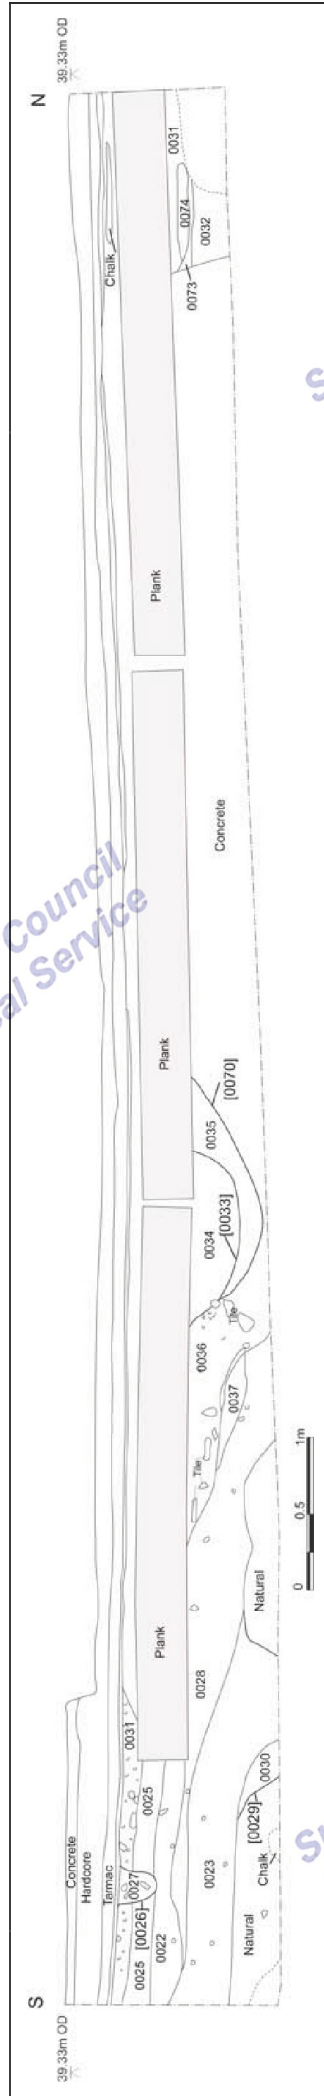 S
N
39.33m OD
39.33m OD
Concrete
Hardcore
Tarmac
Chalk
0031
0027
[0026]
0025
0025
0022
0023
0028
Natural
Chalk
[0029]
0030
Natural
Plank
Plank
Plank
Tile
Tile
0036
0037
0034
[0033]
0035
[0070]
Concrete
0031
0074
0032
0073
0
0.5
1m
Council
Service